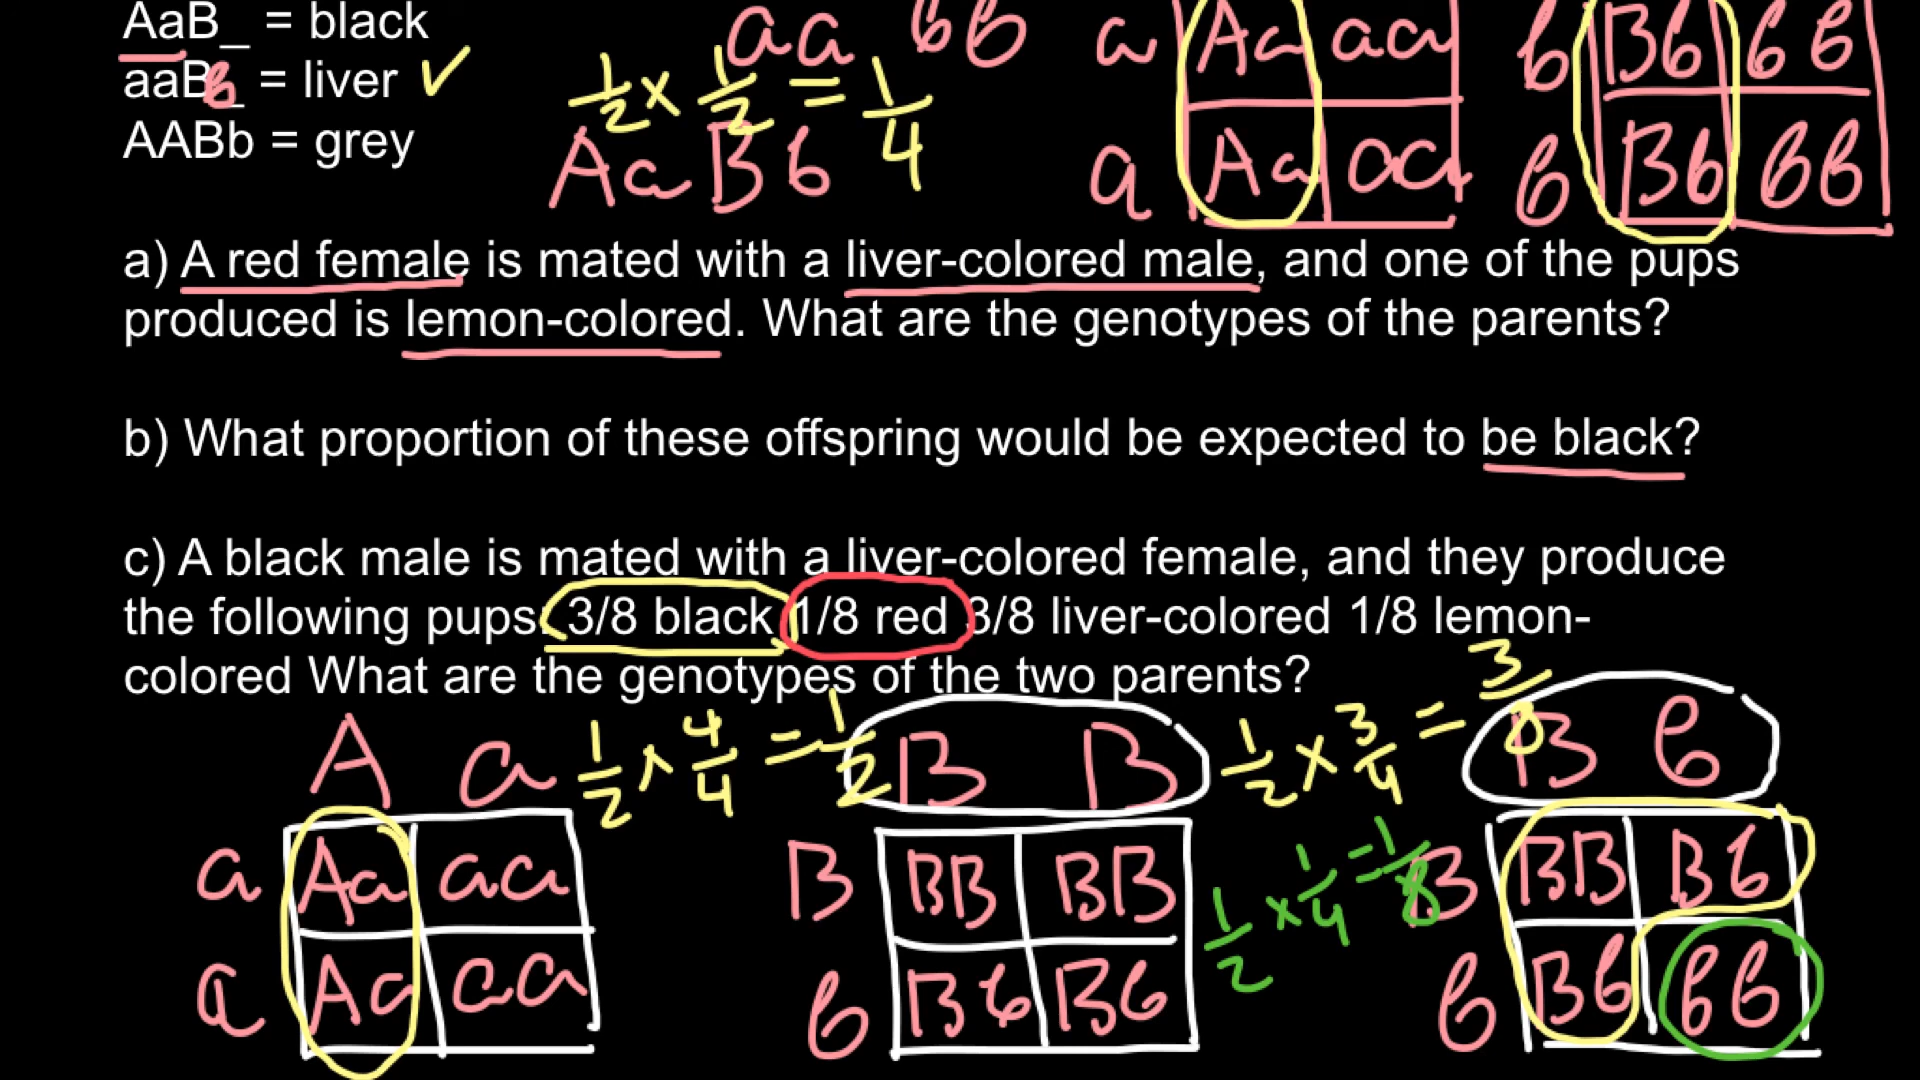 AaB_ = black
aaBb_ = liver ✓
AABb = grey
aa bb
1/2 x 1/2 = 1/4
AaBb
a Aa aa
a Aa aa
b Bb bb
b Bb bb
a) A red female is mated with a liver-colored male, and one of the pups
produced is lemon-colored. What are the genotypes of the parents?
b) What proportion of these offspring would be expected to be black?
c) A black male is mated with a liver-colored female, and they produce
the following pups: 3/8 black 1/8 red 3/8 liver-colored 1/8 lemon-
colored What are the genotypes of the two parents?
A a
a Aa aa
a Aa aa
1/2 x 4/4 = 1/2
B B
B BB BB
b Bb Bb
1/2 x 3/4 = 3/8
1/2 x 1/4 = 1/8
B b
B BB Bb
b Bb bb